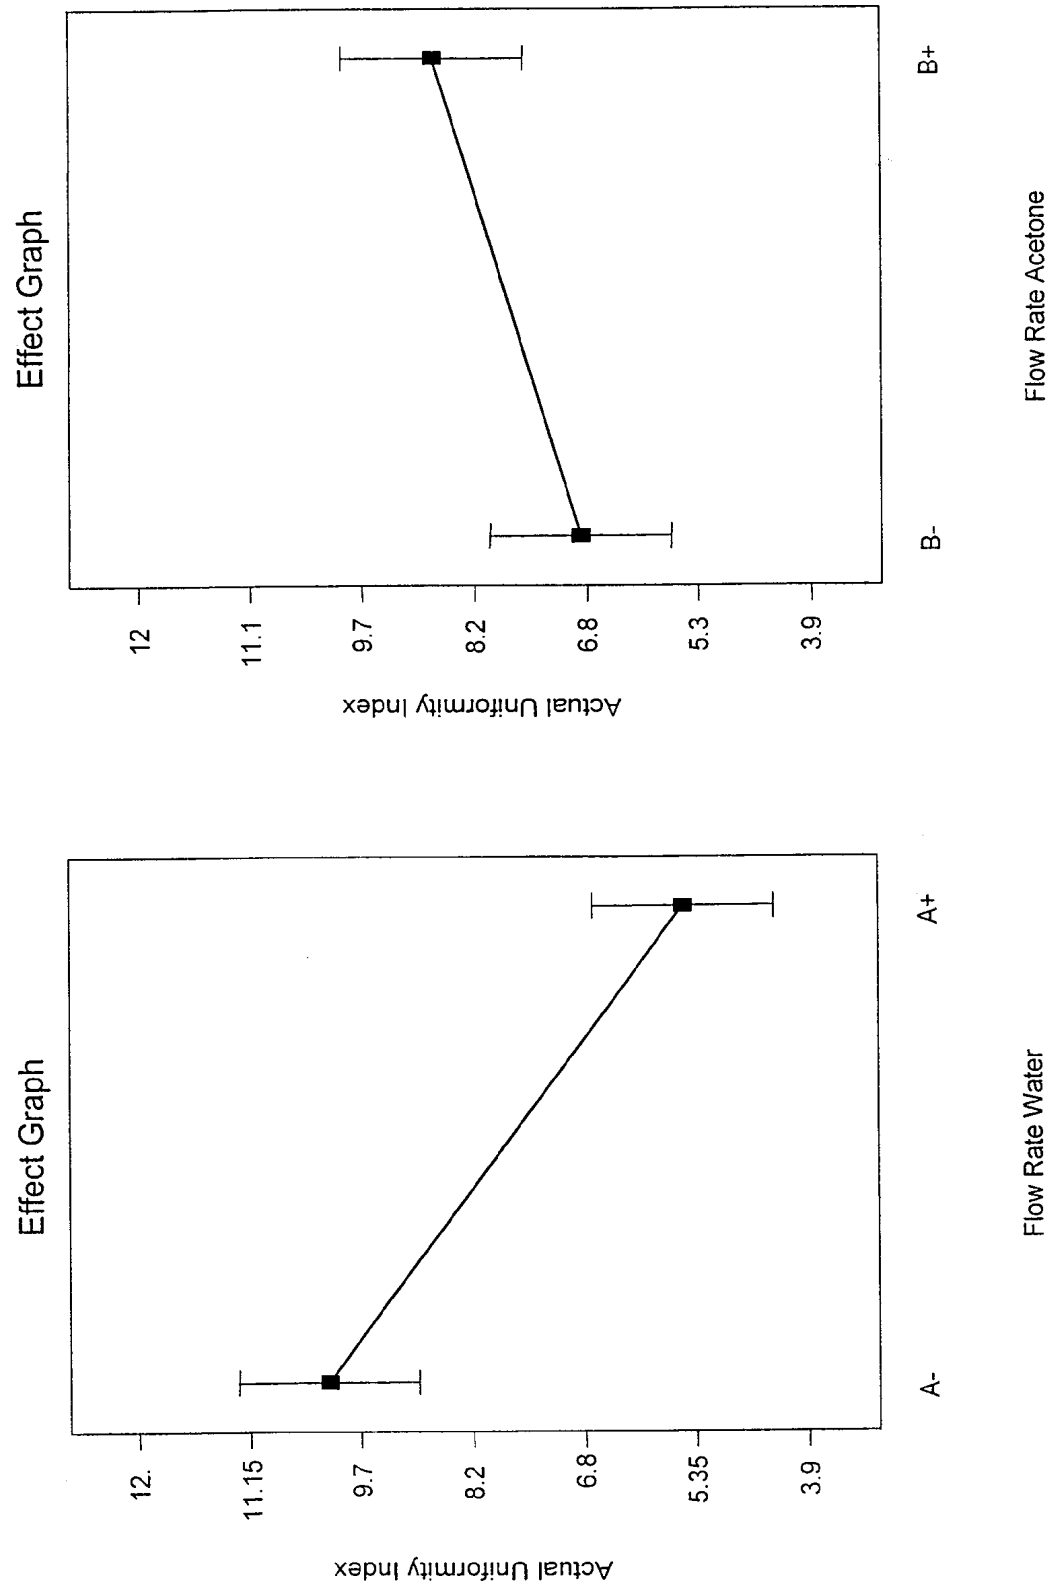 Effect Graph
Actual Uniformity Index
12.
11.15
9.7
8.2
6.8
5.35
3.9
A-
A+
Flow Rate Water
Effect Graph
Actual Uniformity Index
12
11.1
9.7
8.2
6.8
5.3
3.9
B-
B+
Flow Rate Acetone